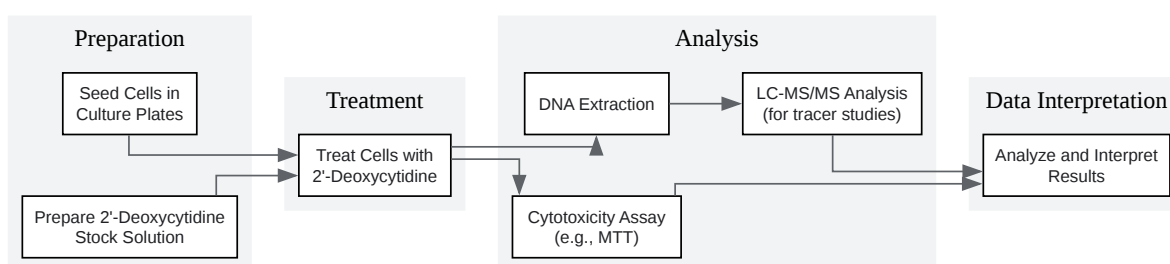 Preparation
Seed Cells in
Culture Plates
Prepare 2'-Deoxycytidine
Stock Solution
Treatment
Treat Cells with
2'-Deoxycytidine
Analysis
DNA Extraction
LC-MS/MS Analysis
(for tracer studies)
Cytotoxicity Assay
(e.g., MTT)
Data Interpretation
Analyze and Interpret
Results